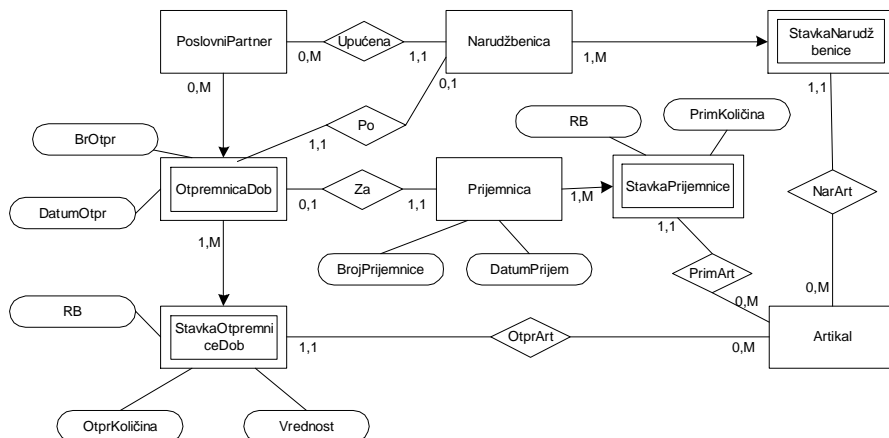 PoslovniPartner
0,M
Upućena
1,1
Narudžbenica
1,M
StavkaNarudž
benice
0,M
0,1
1,1
Po
1,1
RB
PrimKoličina
BrOtpr
OtpremnicaDob
0,1
Za
1,1
Prijemnica
1,M
StavkaPrijemnice
1,1
NarArt
DatumOtpr
1,M
BrojPrijemnice
DatumPrijem
PrimArt
0,M
0,M
RB
StavkaOtpremn
iceDob
1,1
OtprArt
0,M
Artikal
OtprKoličina
Vrednost